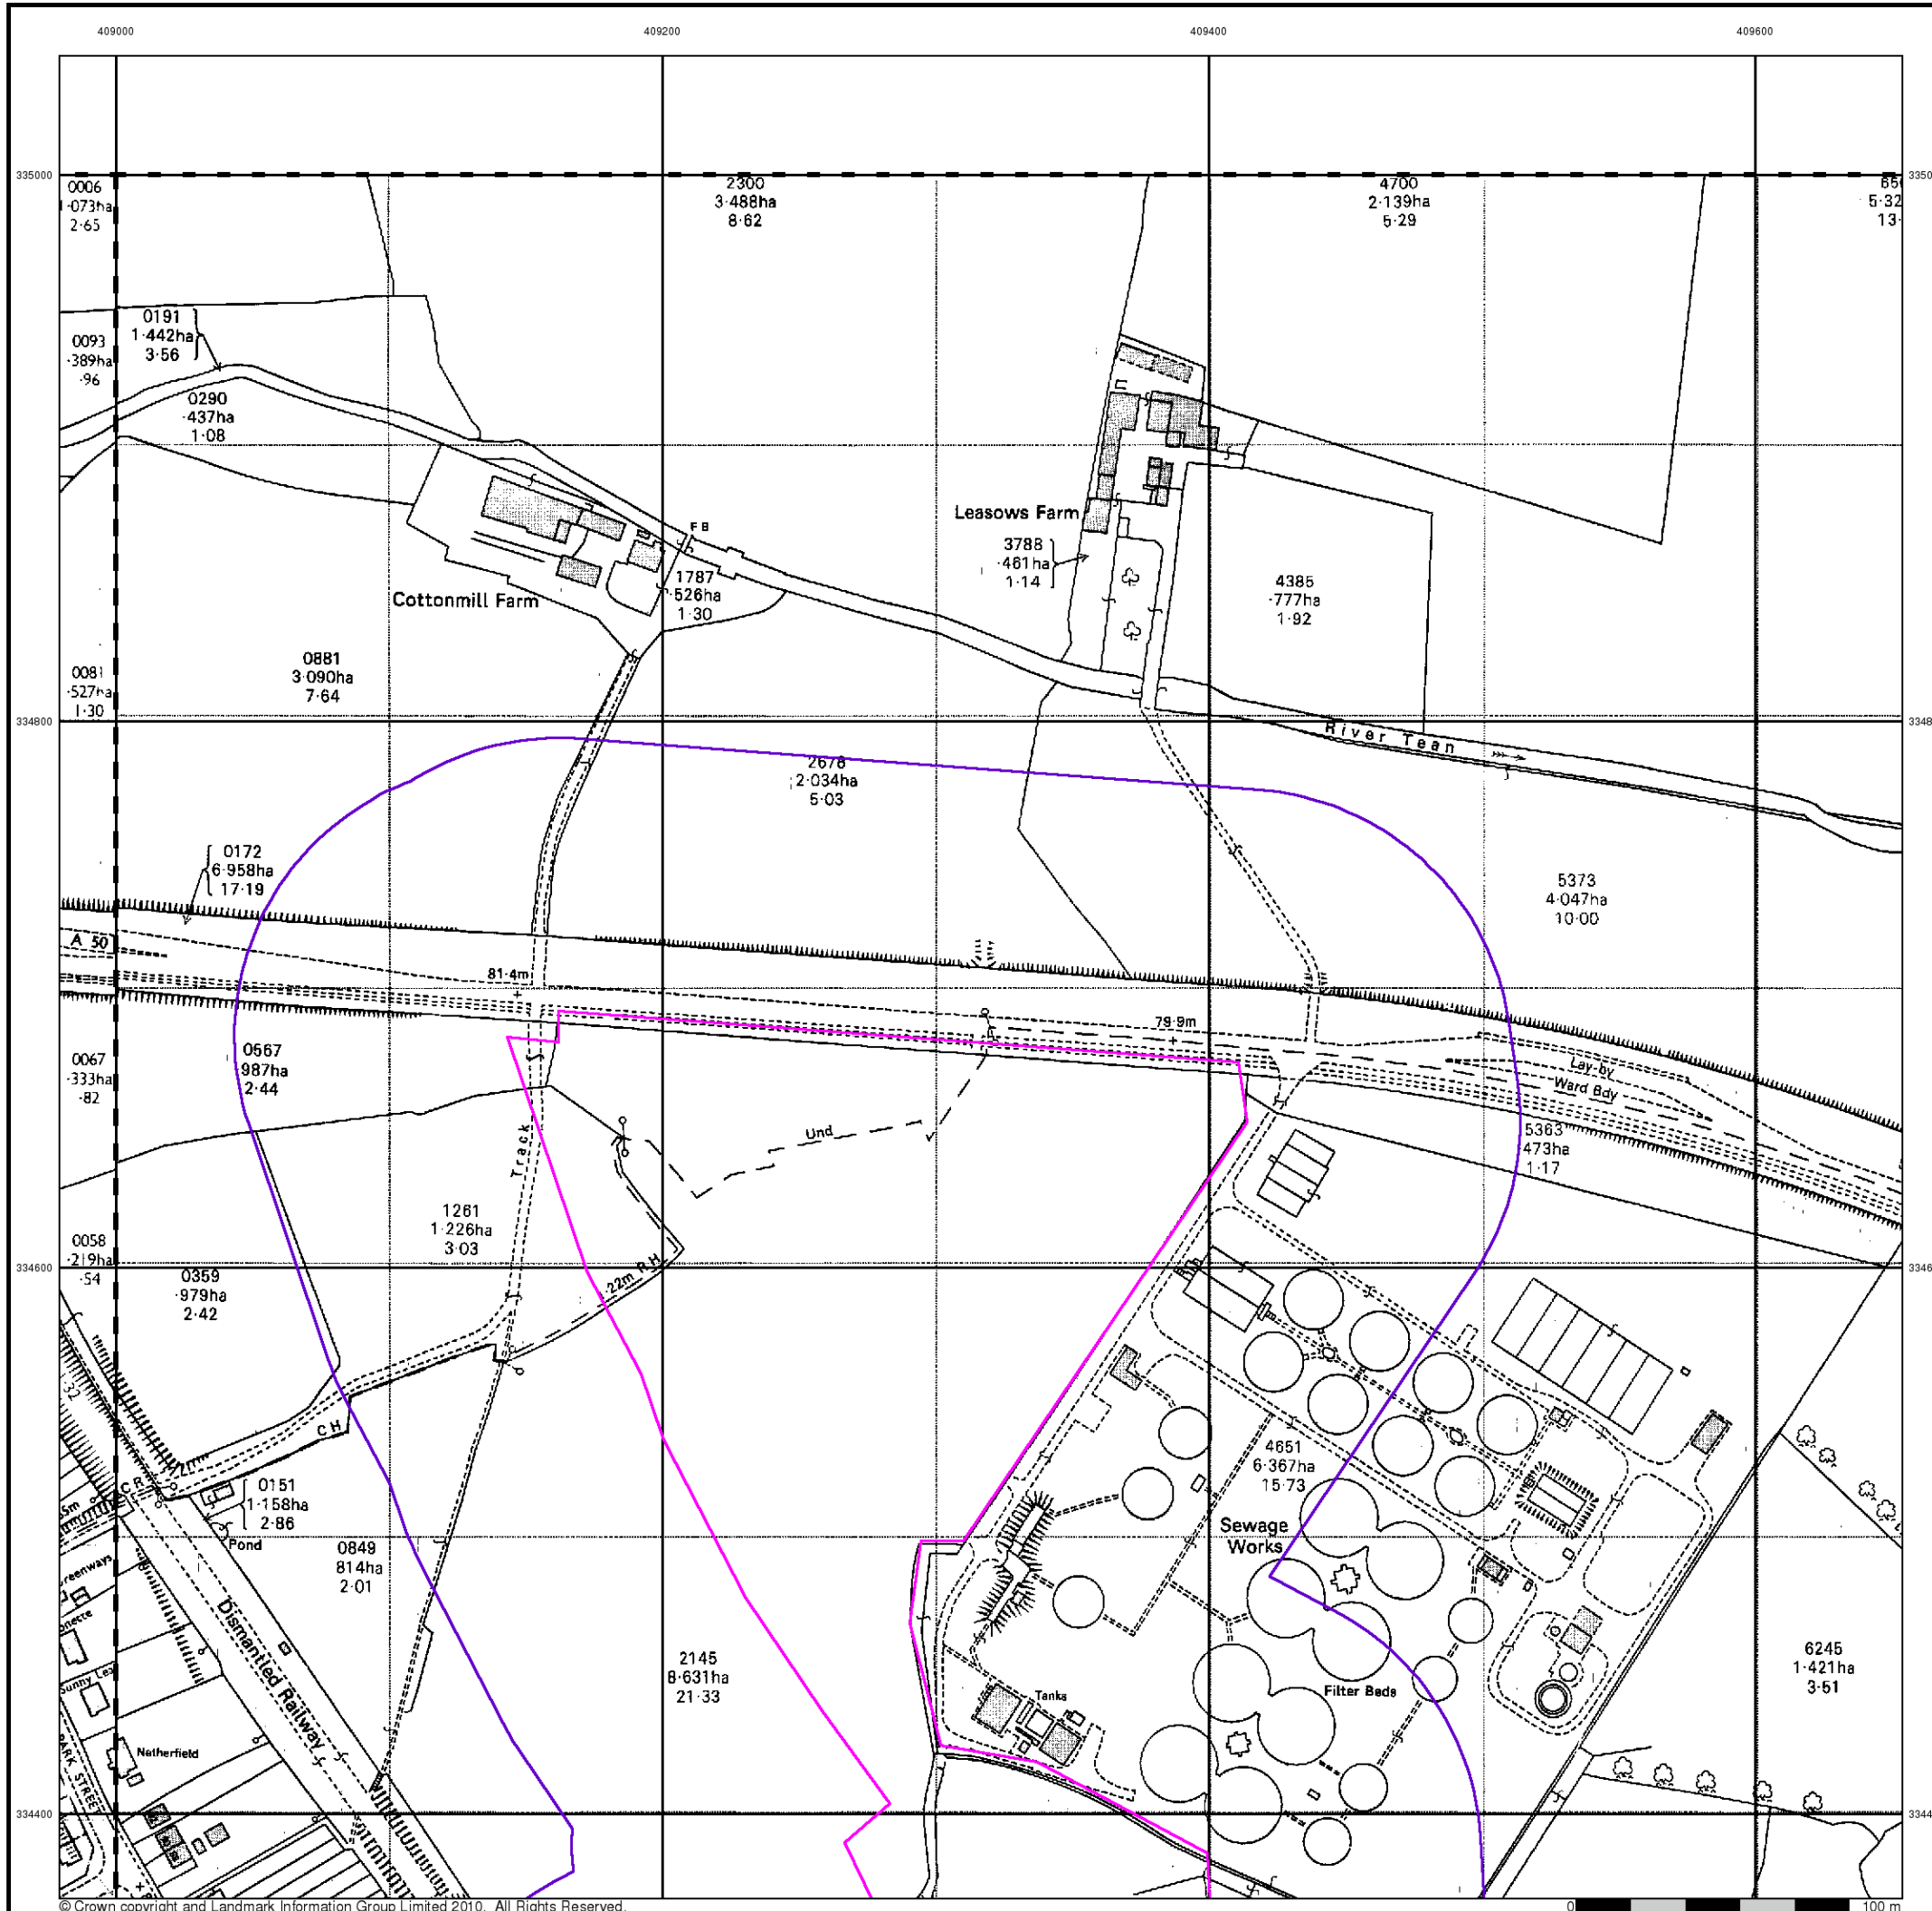 409000
409200
409400
409600
335000
0006
2·65
2300
3·488ha
8·62
4700
2·139ha
5·29
5·32
13·
0191
1·442ha
3·56
0093
·389ha
·96
0290
·437ha
1·08
F B
Leasows Farm
3788
·461ha
1·14
1787
·526ha
1·30
Cottonmill Farm
4385
·777ha
1·92
0881
3·090ha
7·64
0081
·527ha
1·30
334800
River Tean
2678
2·034ha
5·03
0172
6·958ha
17·19
5373
4·047ha
10·00
A 50
81·4m
79·9m
0567
987ha
2·44
0067
·333ha
·82
Lay-by
Ward Bdy
Und
Track
5363
473ha
1·17
1261
1·226ha
3·03
·22m R H
0058
·219ha
·54
334600
0359
·979ha
2·42
C H
C R
4651
6·367ha
15·73
0151
1·158ha
2·86
Pond
Sewage
Works
0849
814ha
2·01
Dismantled Railway
2145
8·631ha
21·33
6245
1·421ha
3·51
Tanks
Filter Beds
Netherfield
PARK STREET
334400
© Crown copyright and Landmark Information Group Limited 2010. All Rights Reserved.
0
100 m